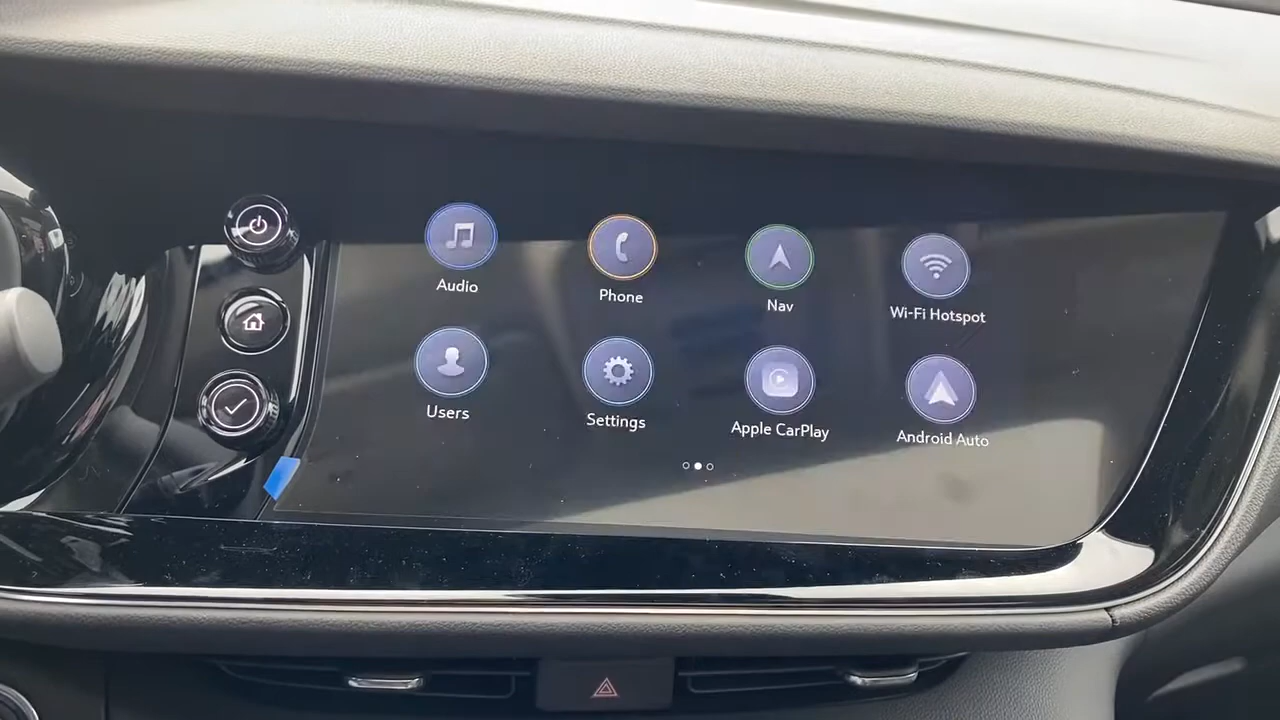 Audio
Phone
Nav
Wi-Fi Hotspot
Users
Settings
Apple CarPlay
Android Auto